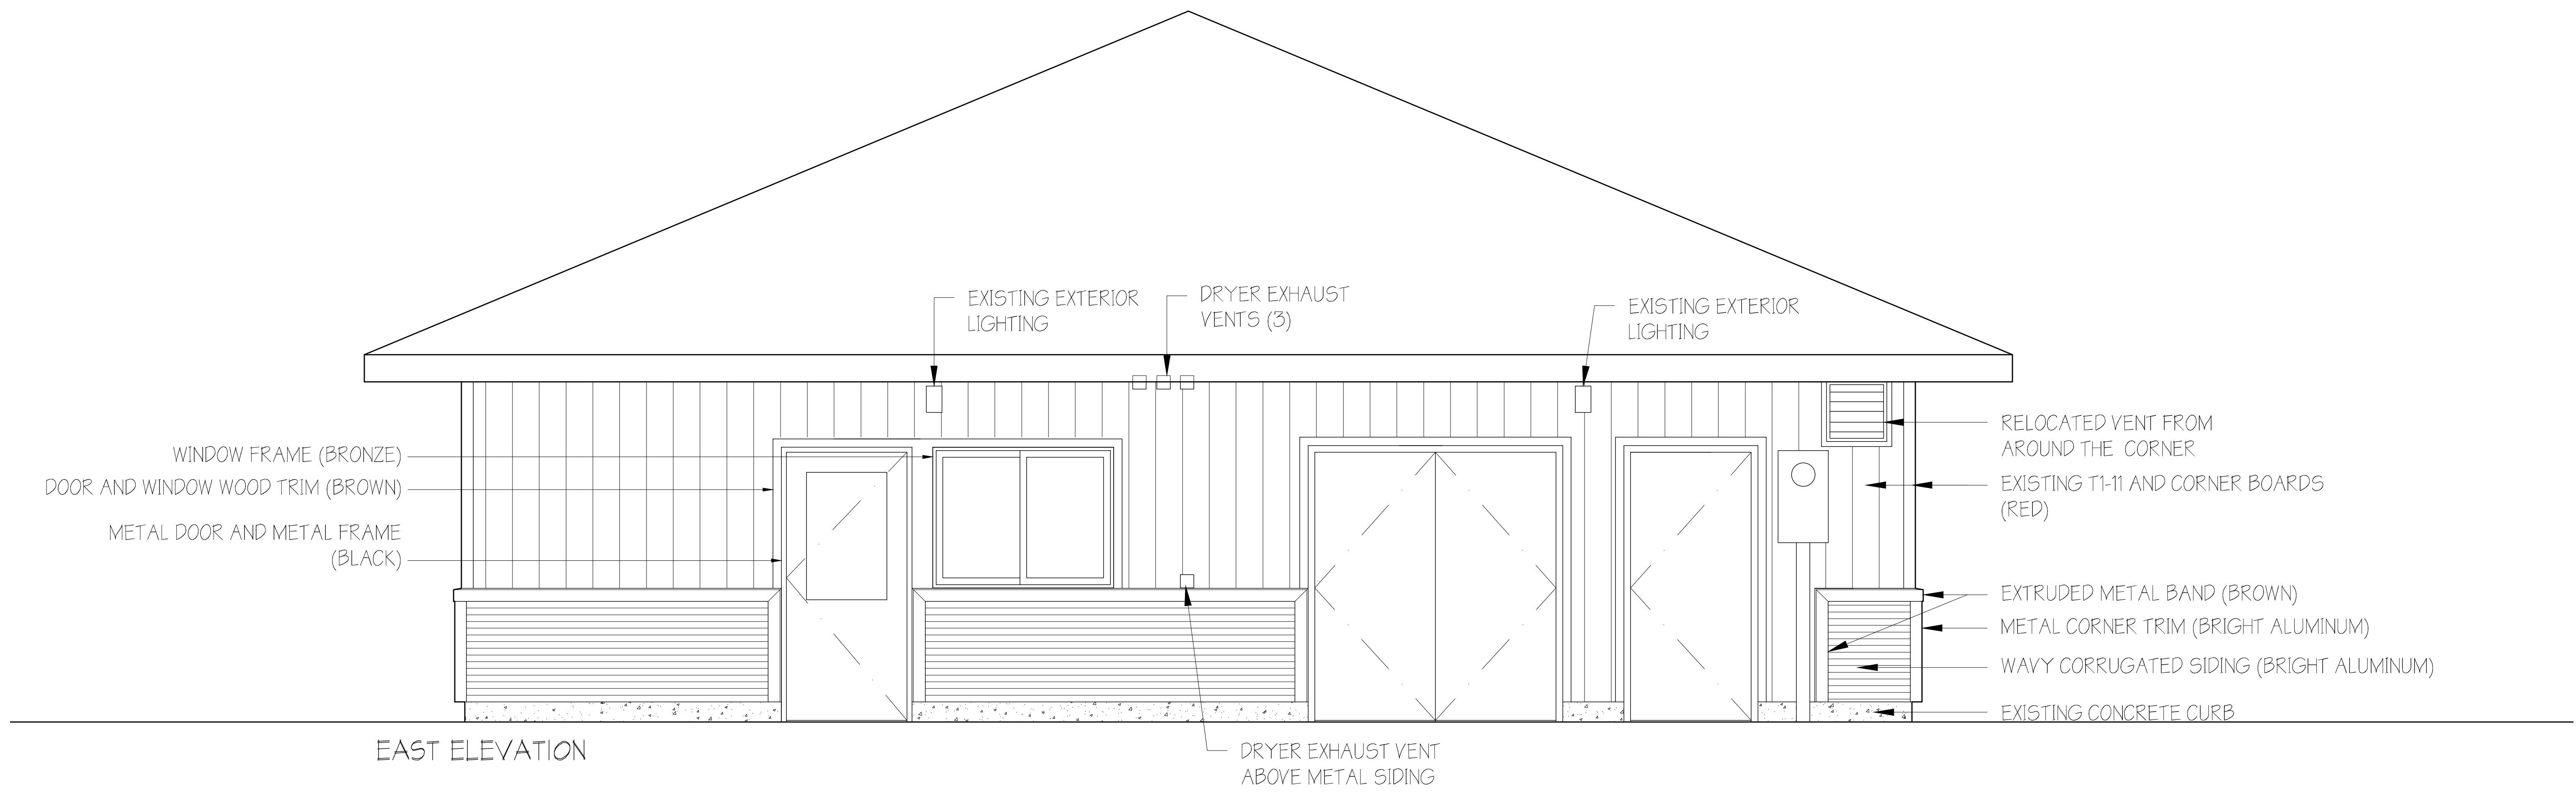 EXISTING EXTERIOR
LIGHTING
DRYER EXHAUST
VENTS (3)
EXISTING EXTERIOR
LIGHTING
WINDOW FRAME (BRONZE)
DOOR AND WINDOW WOOD TRIM (BROWN)
METAL DOOR AND METAL FRAME
(BLACK)
RELOCATED VENT FROM
AROUND THE CORNER
EXISTING T1-11 AND CORNER BOARDS
(RED)
EXTRUDED METAL BAND (BROWN)
METAL CORNER TRIM (BRIGHT ALUMINUM)
WAVY CORRUGATED SIDING (BRIGHT ALUMINUM)
EXISTING CONCRETE CURB
EAST ELEVATION
DRYER EXHAUST VENT
ABOVE METAL SIDING